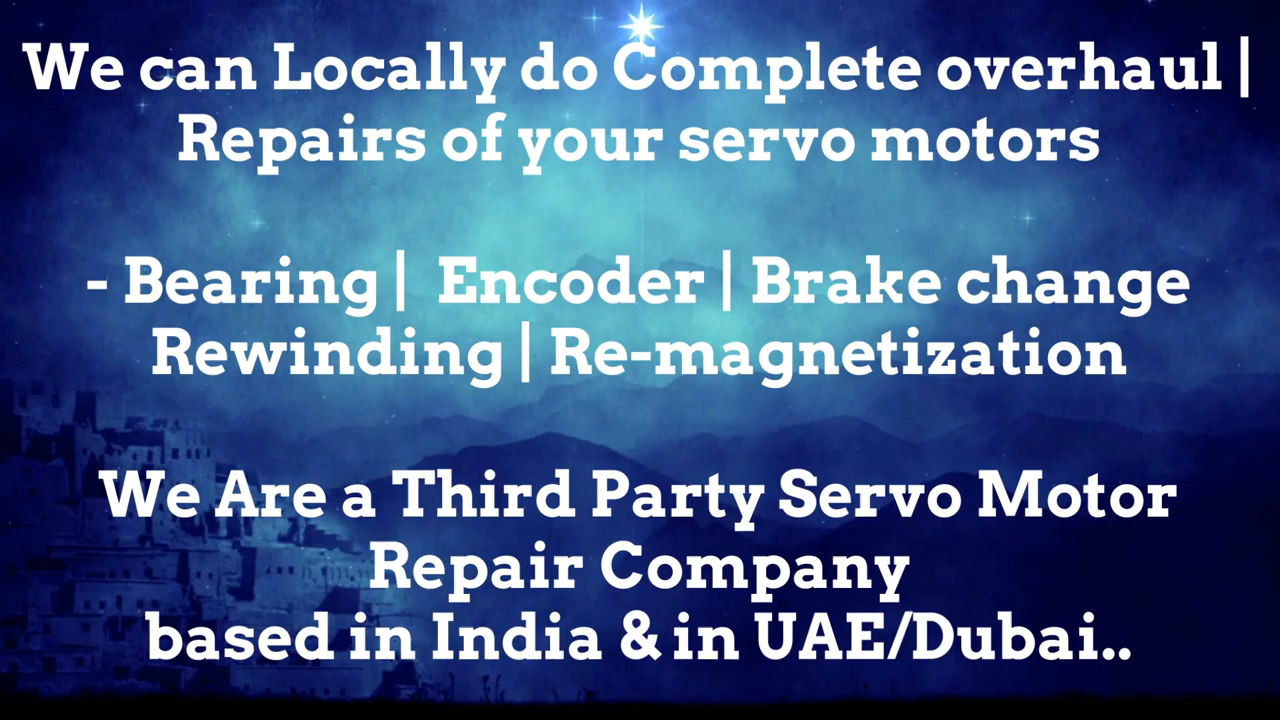 We can Locally do Complete overhaul |
Repairs of your servo motors
- Bearing | Encoder | Brake change
Rewinding | Re-magnetization
We Are a Third Party Servo Motor
Repair Company
based in India & in UAE/Dubai..